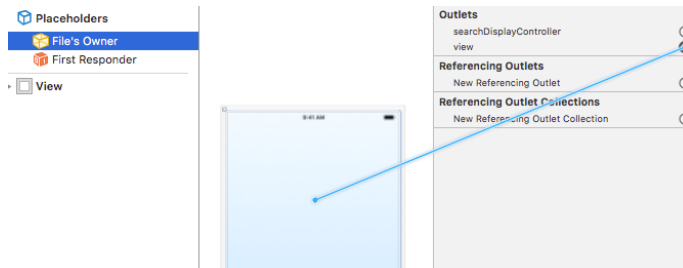 Placeholders
File's Owner
First Responder
View
9:41 AM
Outlets
searchDisplayController
view
Referencing Outlets
New Referencing Outlet
Referencing Outlet Collections
New Referencing Outlet Collection